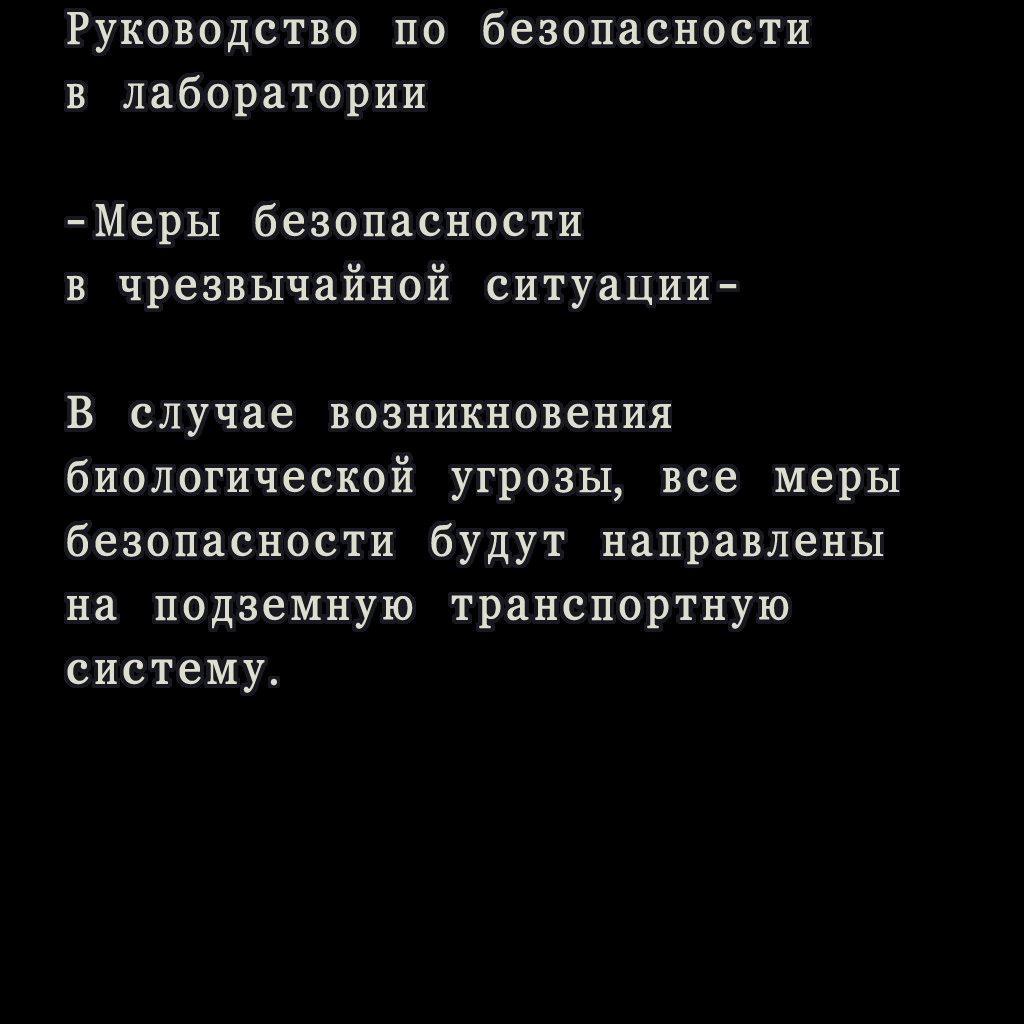 Руководство по безопасности
в лаборатории
-Меры безопасности
в чрезвычайной ситуации-
В случае возникновения
биологической угрозы, все меры
безопасности будут направлены
на подземную транспортную
систему.